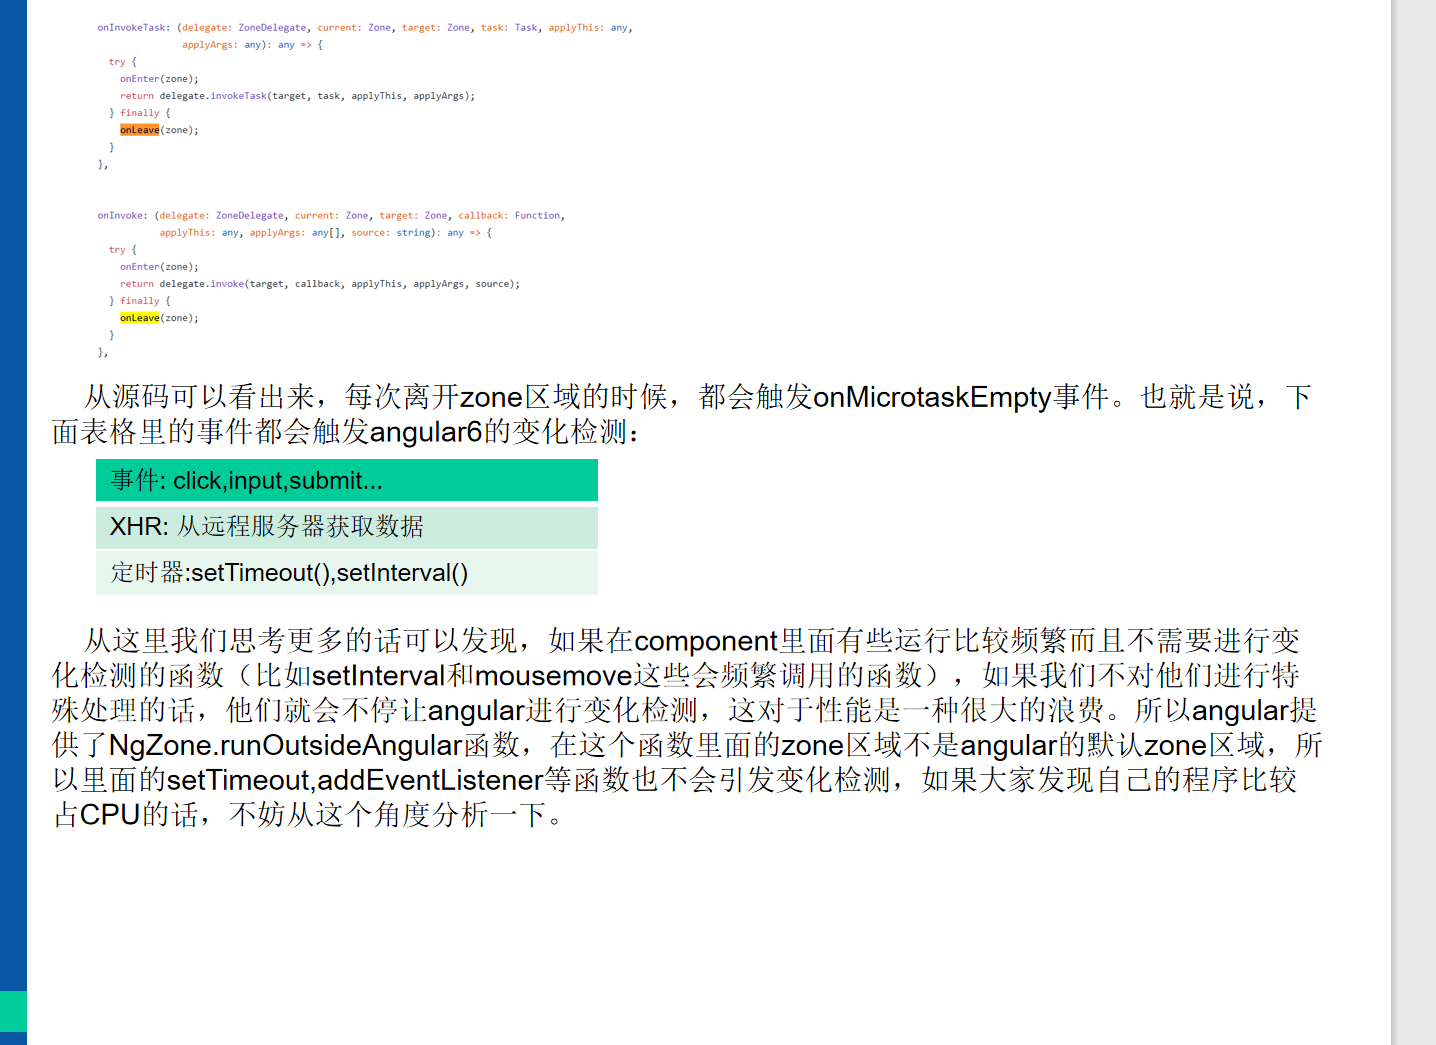 onInvokeTask: (delegate: ZoneDelegate, current: Zone, target: Zone, task: Task, applyThis: any,
applyArgs: any): any => {
try {
onEnter(zone);
return delegate.invokeTask(target, task, applyThis, applyArgs);
} finally {
onLeave(zone);
}
},
onInvoke: (delegate: ZoneDelegate, current: Zone, target: Zone, callback: Function,
applyThis: any, applyArgs: any[], source: string): any => {
try {
onEnter(zone);
return delegate.invoke(target, callback, applyThis, applyArgs, source);
} finally {
onLeave(zone);
}
},
从源码可以看出来，每次离开zone区域的时候，都会触发onMicrotaskEmpty事件。也就是说，下
面表格里的事件都会触发angular6的变化检测：
事件: click,input,submit...
XHR: 从远程服务器获取数据
定时器:setTimeout(),setInterval()
从这里我们思考更多的话可以发现，如果在component里面有些运行比较频繁而且不需要进行变
化检测的函数（比如setInterval和mousemove这些会频繁调用的函数），如果我们不对他们进行特
殊处理的话，他们就会不停让angular进行变化检测，这对于性能是一种很大的浪费。所以angular提
供了NgZone.runOutsideAngular函数，在这个函数里面的zone区域不是angular的默认zone区域，所
以里面的setTimeout,addEventListener等函数也不会引发变化检测，如果大家发现自己的程序比较
占CPU的话，不妨从这个角度分析一下。